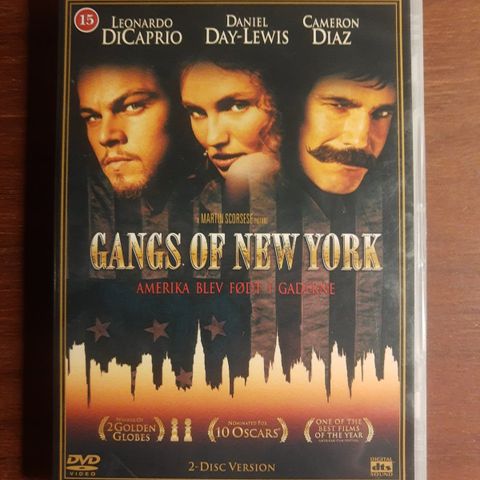 15
LEONARDO DICAPRIO
DANIEL DAY-LEWIS
CAMERON DIAZ
A MARTIN SCORSESE PICTURE
GANGS OF NEW YORK
AMERIKA BLEV FØDT I GADERNE
WINNER OF
2 GOLDEN
GLOBES
NOMINATED FOR
10 OSCARS
ONE OF THE
BEST FILMS
OF THE YEAR
DVD
VIDEO
2-DISC VERSION
DIGITAL
dts
SOUND